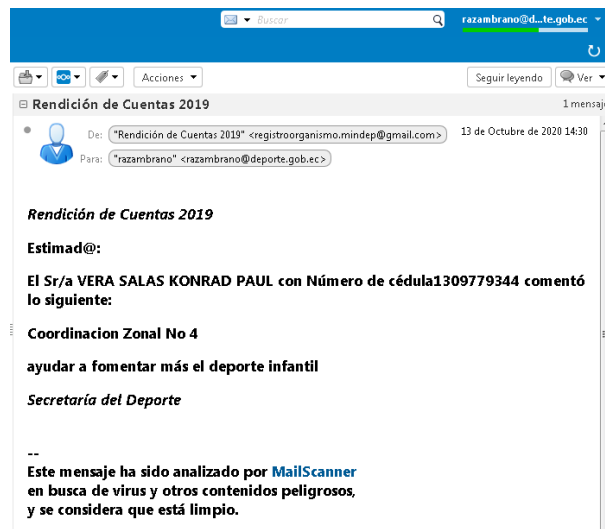 Buscar
razambrano@d...te.gob.ec
Acciones
Seguir leyendo
Ver
Rendición de Cuentas 2019
1 mensaje
De: "Rendición de Cuentas 2019" <registroorganismo.mindep@gmail.com>
13 de Octubre de 2020 14:30
Para: "razambrano" <razambrano@deporte.gob.ec>
Rendición de Cuentas 2019
Estimad@:
El Sr/a VERA SALAS KONRAD PAUL con Número de cédula1309779344 comentó
lo siguiente:
Coordinacion Zonal No 4
ayudar a fomentar más el deporte infantil
Secretaría del Deporte
--
Este mensaje ha sido analizado por MailScanner
en busca de virus y otros contenidos peligrosos,
y se considera que está limpio.